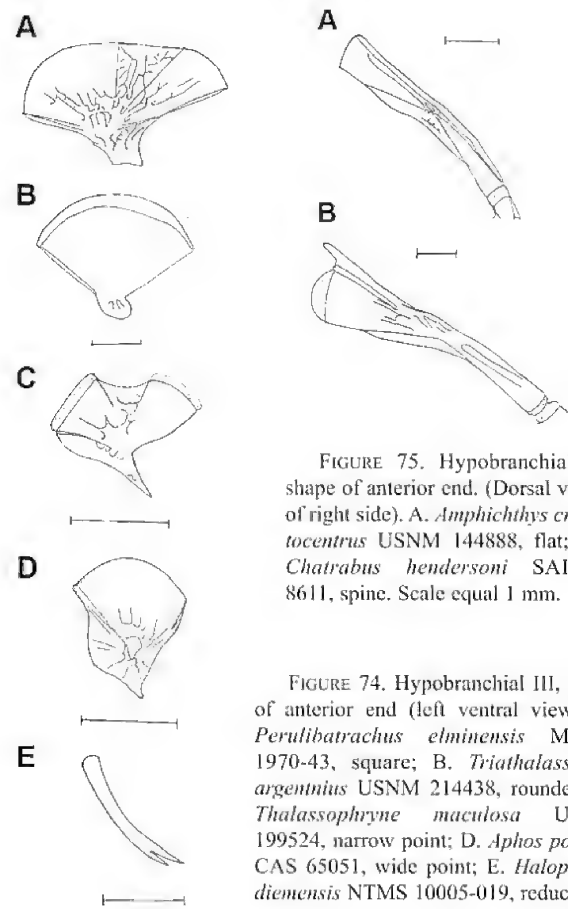 A
B
C
D
E
A
B
FIGURE 75. Hypobranchia
shape of anterior end. (Dorsal v
of right side). A. Amphichthys cr
tocentrus USNM 144888, flat;
Chatrabus hendersoni SAI
8611, spine. Scale equal 1 mm.
FIGURE 74. Hypobranchial III,
of anterior end (left ventral view
Perulibatrachus elminensis M
1970-43, square; B. Triathalass
argentnius USNM 214438, rounde
Thalassophryne maculosa U
199524, narrow point; D. Aphos po
CAS 65051, wide point; E. Halop
diemensis NTMS 10005-019, reduc